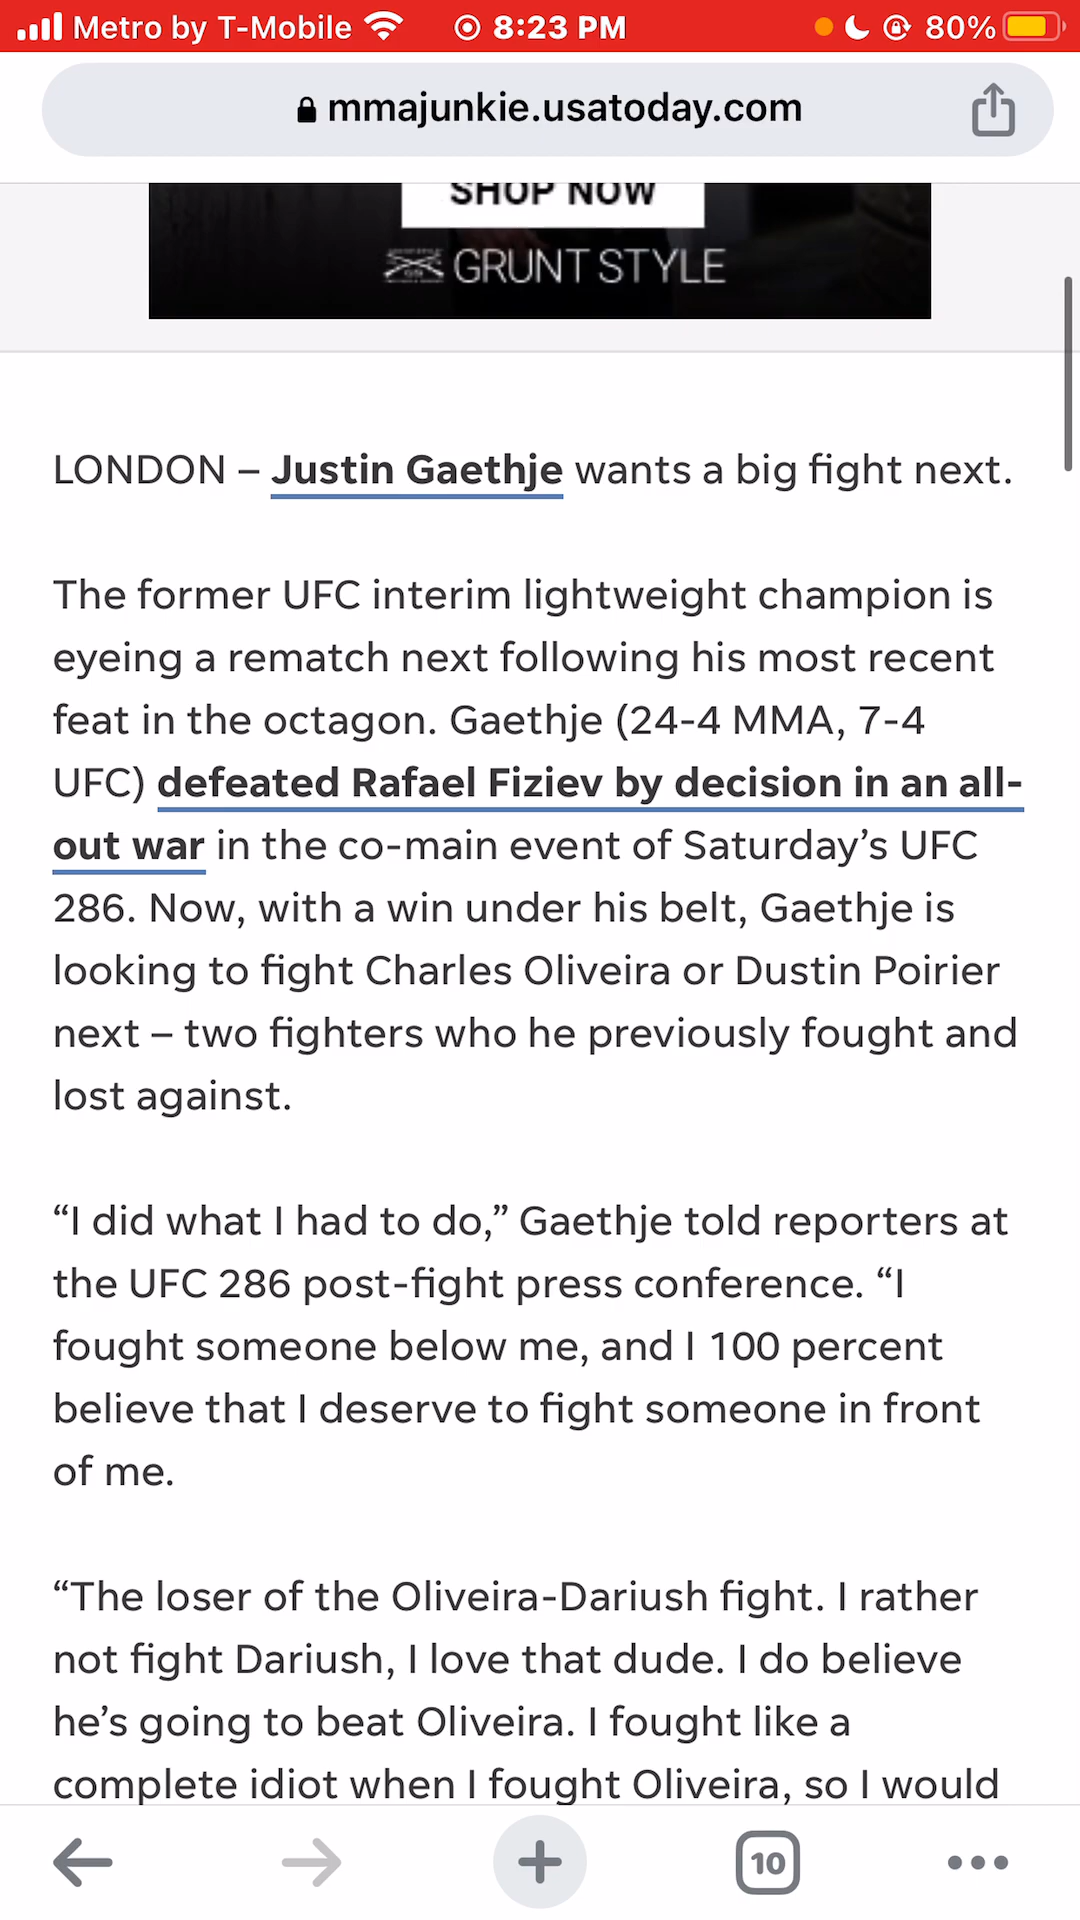 Metro by T-Mobile 8:23 PM 80%
mmajunkie.usatoday.com
SHOP NOW
GRUNT STYLE
LONDON – Justin Gaethje wants a big fight next.
The former UFC interim lightweight champion is
eyeing a rematch next following his most recent
feat in the octagon. Gaethje (24-4 MMA, 7-4
UFC) defeated Rafael Fiziev by decision in an all-
out war in the co-main event of Saturday’s UFC
286. Now, with a win under his belt, Gaethje is
looking to fight Charles Oliveira or Dustin Poirier
next – two fighters who he previously fought and
lost against.
“I did what I had to do,” Gaethje told reporters at
the UFC 286 post-fight press conference. “I
fought someone below me, and I 100 percent
believe that I deserve to fight someone in front
of me.
“The loser of the Oliveira-Dariush fight. I rather
not fight Dariush, I love that dude. I do believe
he’s going to beat Oliveira. I fought like a
complete idiot when I fought Oliveira, so I would
10